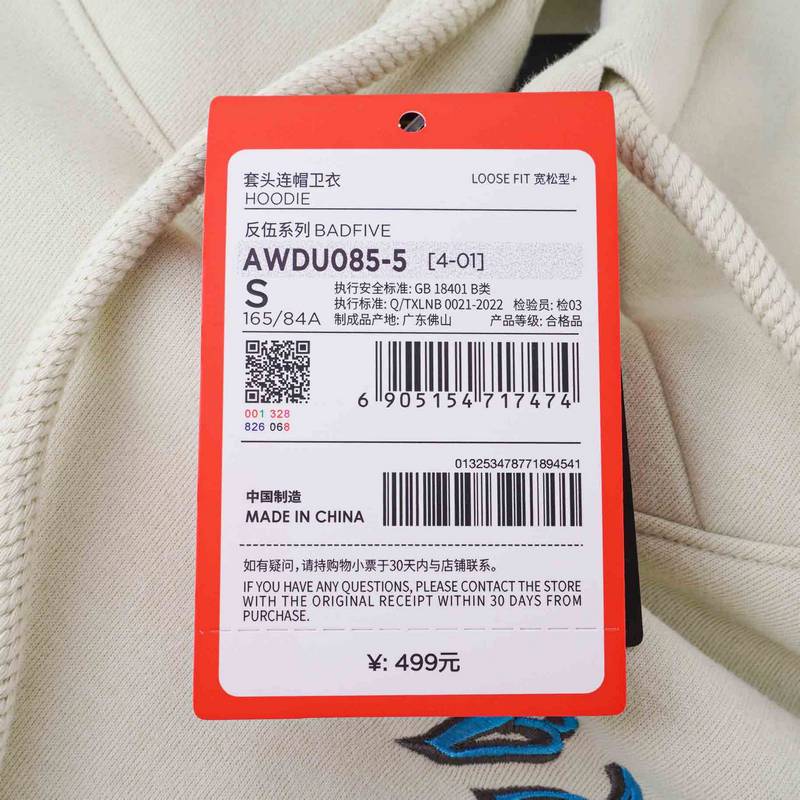 套头连帽卫衣 LOOSE FIT 宽松型+
HOODIE
反伍系列 BADFIVE
AWDU085-5 [4-01]
S 执行安全标准: GB 18401 B类
执行标准: Q/TXLNB 0021-2022 检验员: 检03
165/84A 制成品产地: 广东佛山 产品等级: 合格品
6 905154 717474
001 328
826 068
013253478771894541
中国制造
MADE IN CHINA
如有疑问，请持购物小票于30天内与店铺联系。
IF YOU HAVE ANY QUESTIONS, PLEASE CONTACT THE STORE
WITH THE ORIGINAL RECEIPT WITHIN 30 DAYS FROM
PURCHASE.
¥: 499元